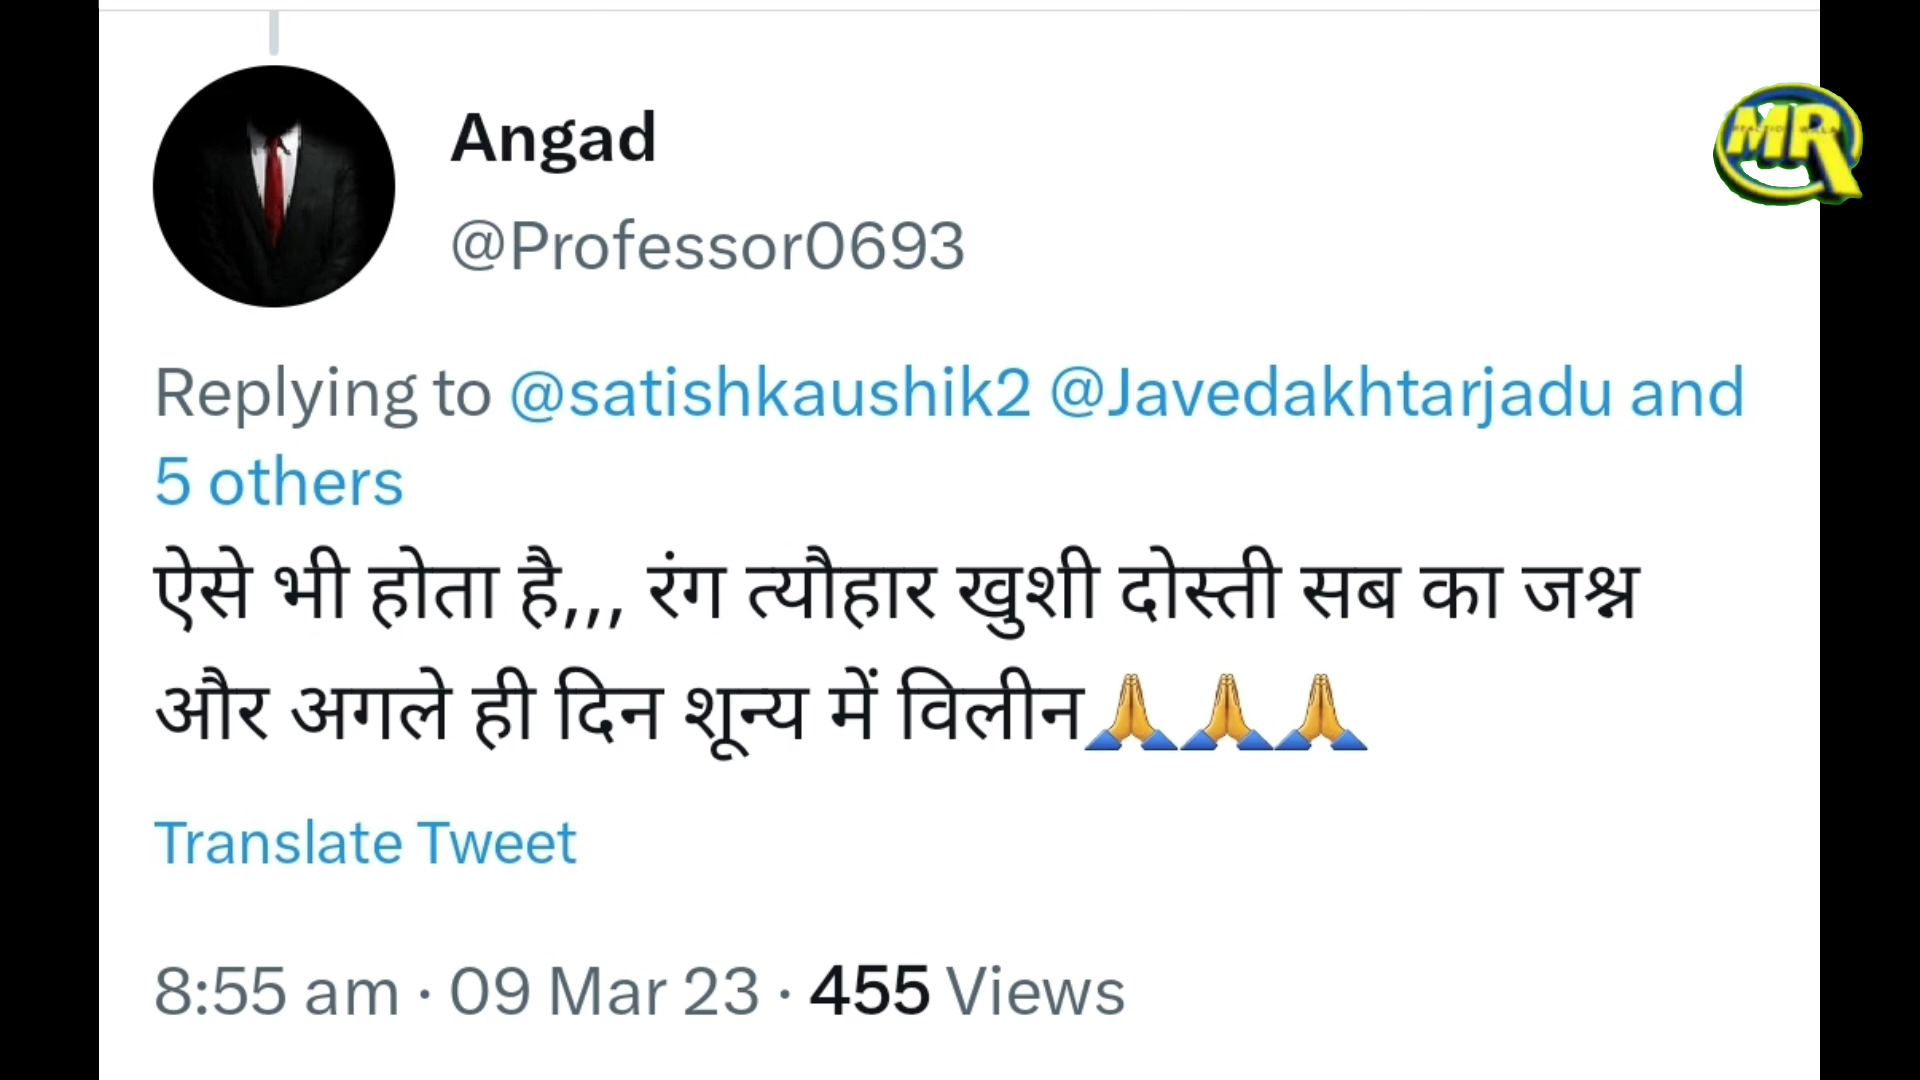 Angad
@Professor0693
MR
Replying to @satishkaushik2 @Javedakhtarjadu and
5 others
ऐसे भी होता है,,, रंग त्यौहार खुशी दोस्ती सब का जश्न
और अगले ही दिन शून्य में विलीन🙏🙏🙏
Translate Tweet
8:55 am · 09 Mar 23 · 455 Views